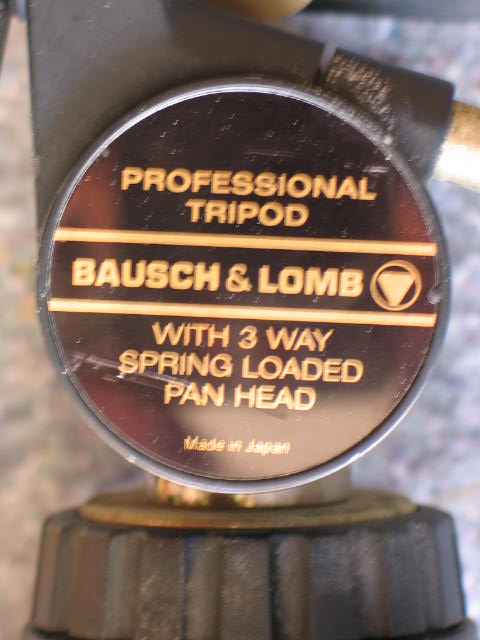 PROFESSIONAL
TRIPOD
BAUSCH & LOMB
WITH 3 WAY
SPRING LOADED
PAN HEAD
Made in Japan